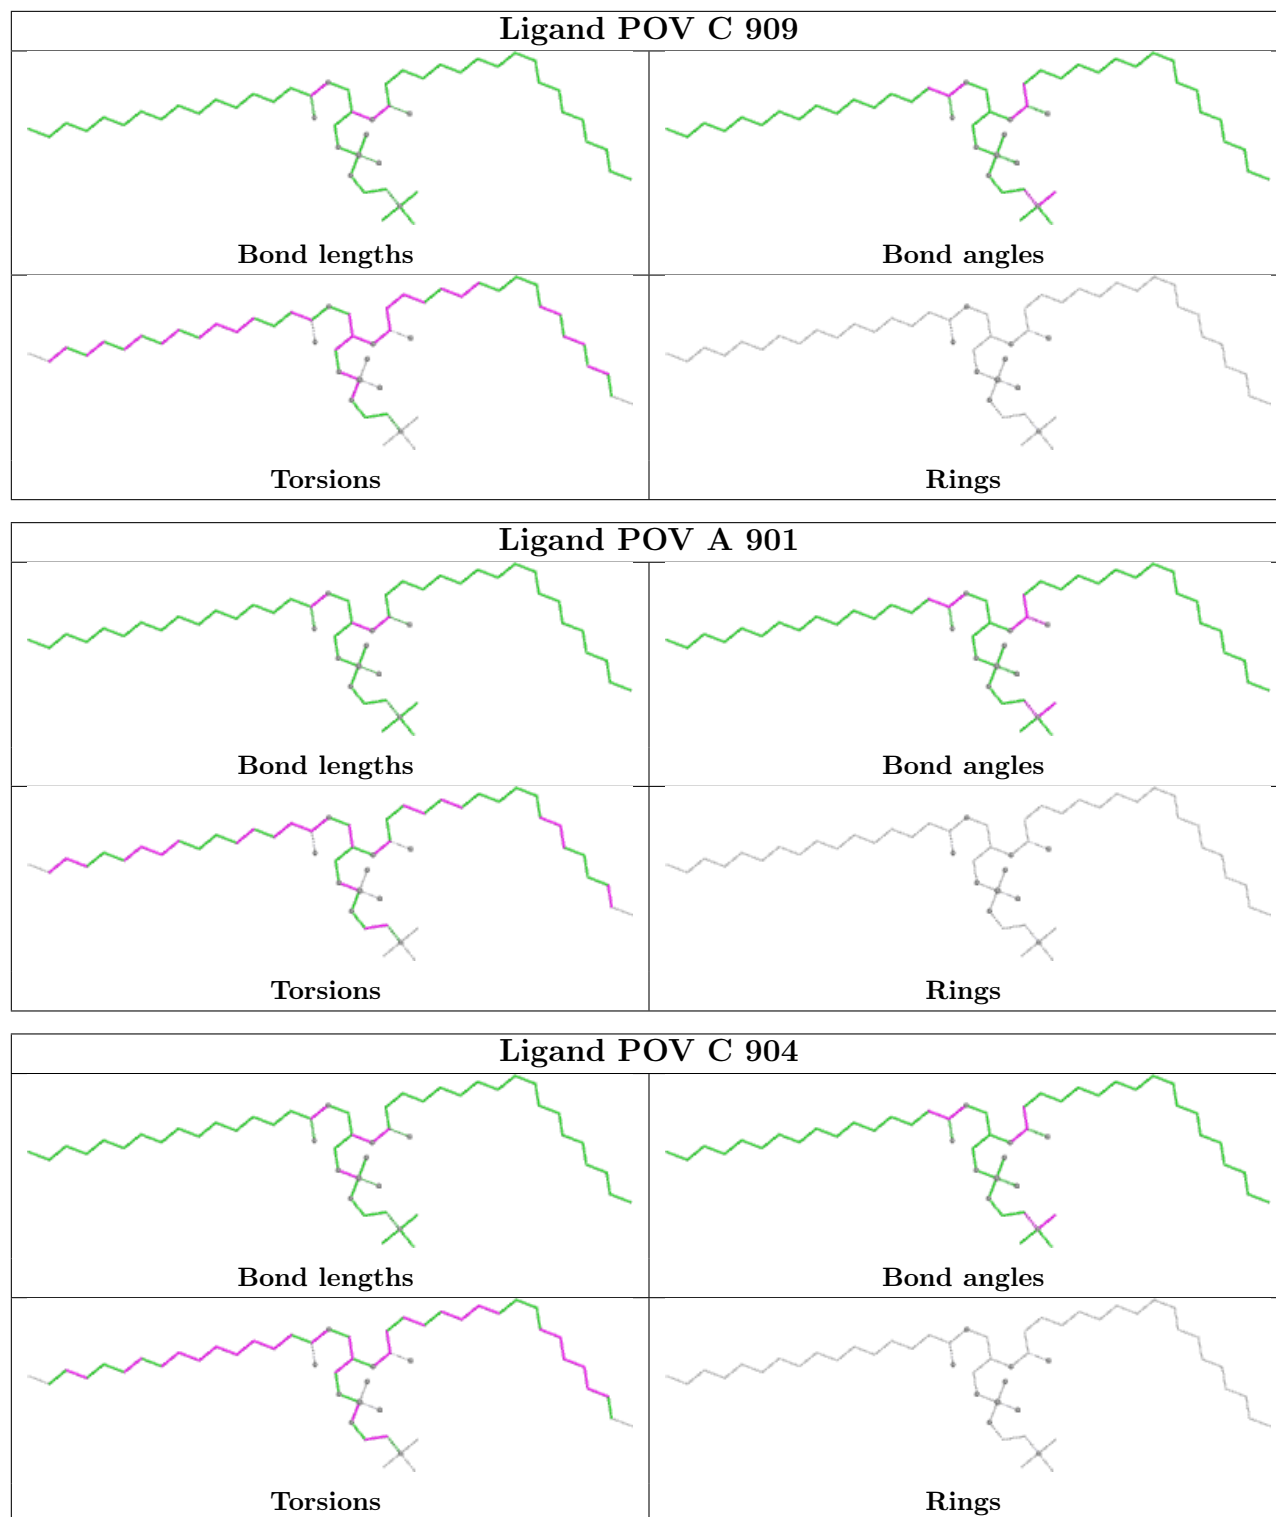 Ligand POV C 909
Bond lengths
Bond angles
Torsions
Rings
Ligand POV A 901
Bond lengths
Bond angles
Torsions
Rings
Ligand POV C 904
Bond lengths
Bond angles
Torsions
Rings